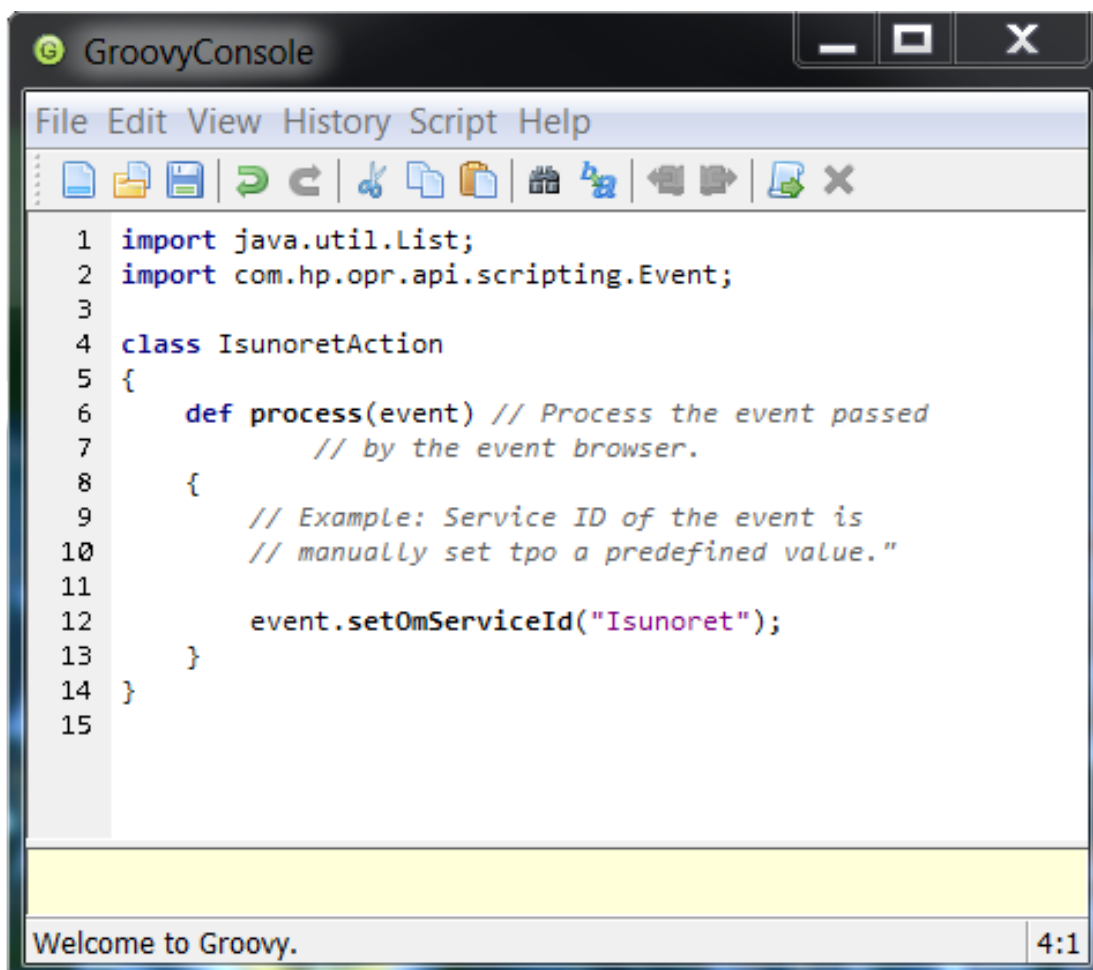 GroovyConsole
File Edit View History Script Help
1 import java.util.List;
2 import com.hp.opr.api.scripting.Event;
3
4 class IsunoretAction
5 {
6 def process(event) // Process the event passed
7 // by the event browser.
8 {
9 // Example: Service ID of the event is
10 // manually set tpo a predefined value."
11
12 event.setOmServiceId("Isunoret");
13 }
14 }
15
Welcome to Groovy. 4:1